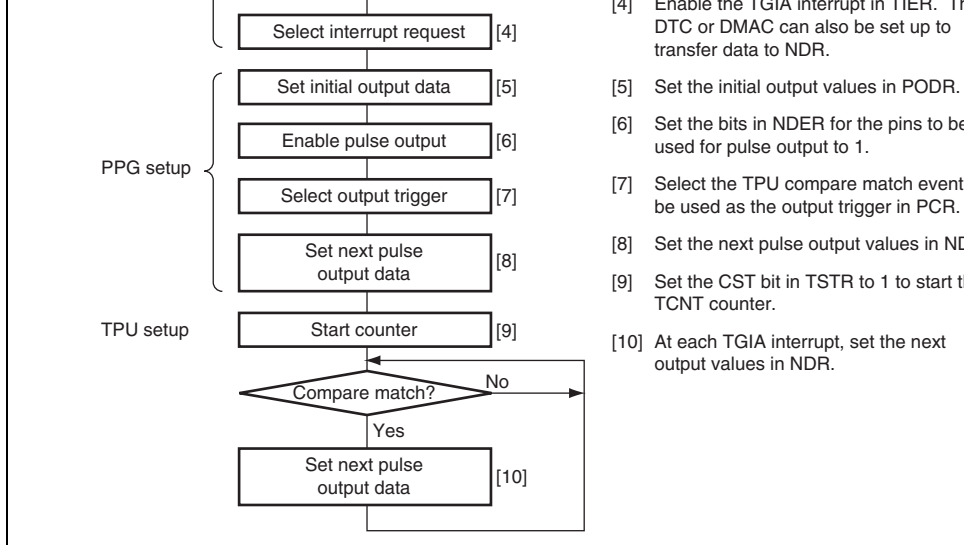 Select interrupt request [4]
Set initial output data [5]
Enable pulse output [6]
PPG setup
Select output trigger [7]
Set next pulse
output data [8]
TPU setup
Start counter [9]
Compare match?
No
Yes
Set next pulse
output data [10]
[4] Enable the TGIA interrupt in TIER.
DTC or DMAC can also be set up to
transfer data to NDR.
[5] Set the initial output values in PODR.
[6] Set the bits in NDER for the pins to be
used for pulse output to 1.
[7] Select the TPU compare match event
be used as the output trigger in PCR.
[8] Set the next pulse output values in
[9] Set the CST bit in TSTR to 1 to start
TCNT counter.
[10] At each TGIA interrupt, set the next
output values in NDR.